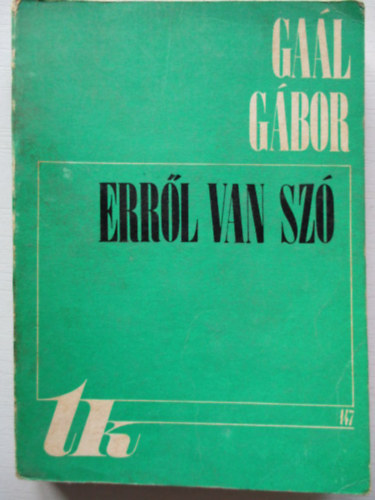 GAÁL
GÁBOR
ERRŐL VAN SZÓ
tk
147